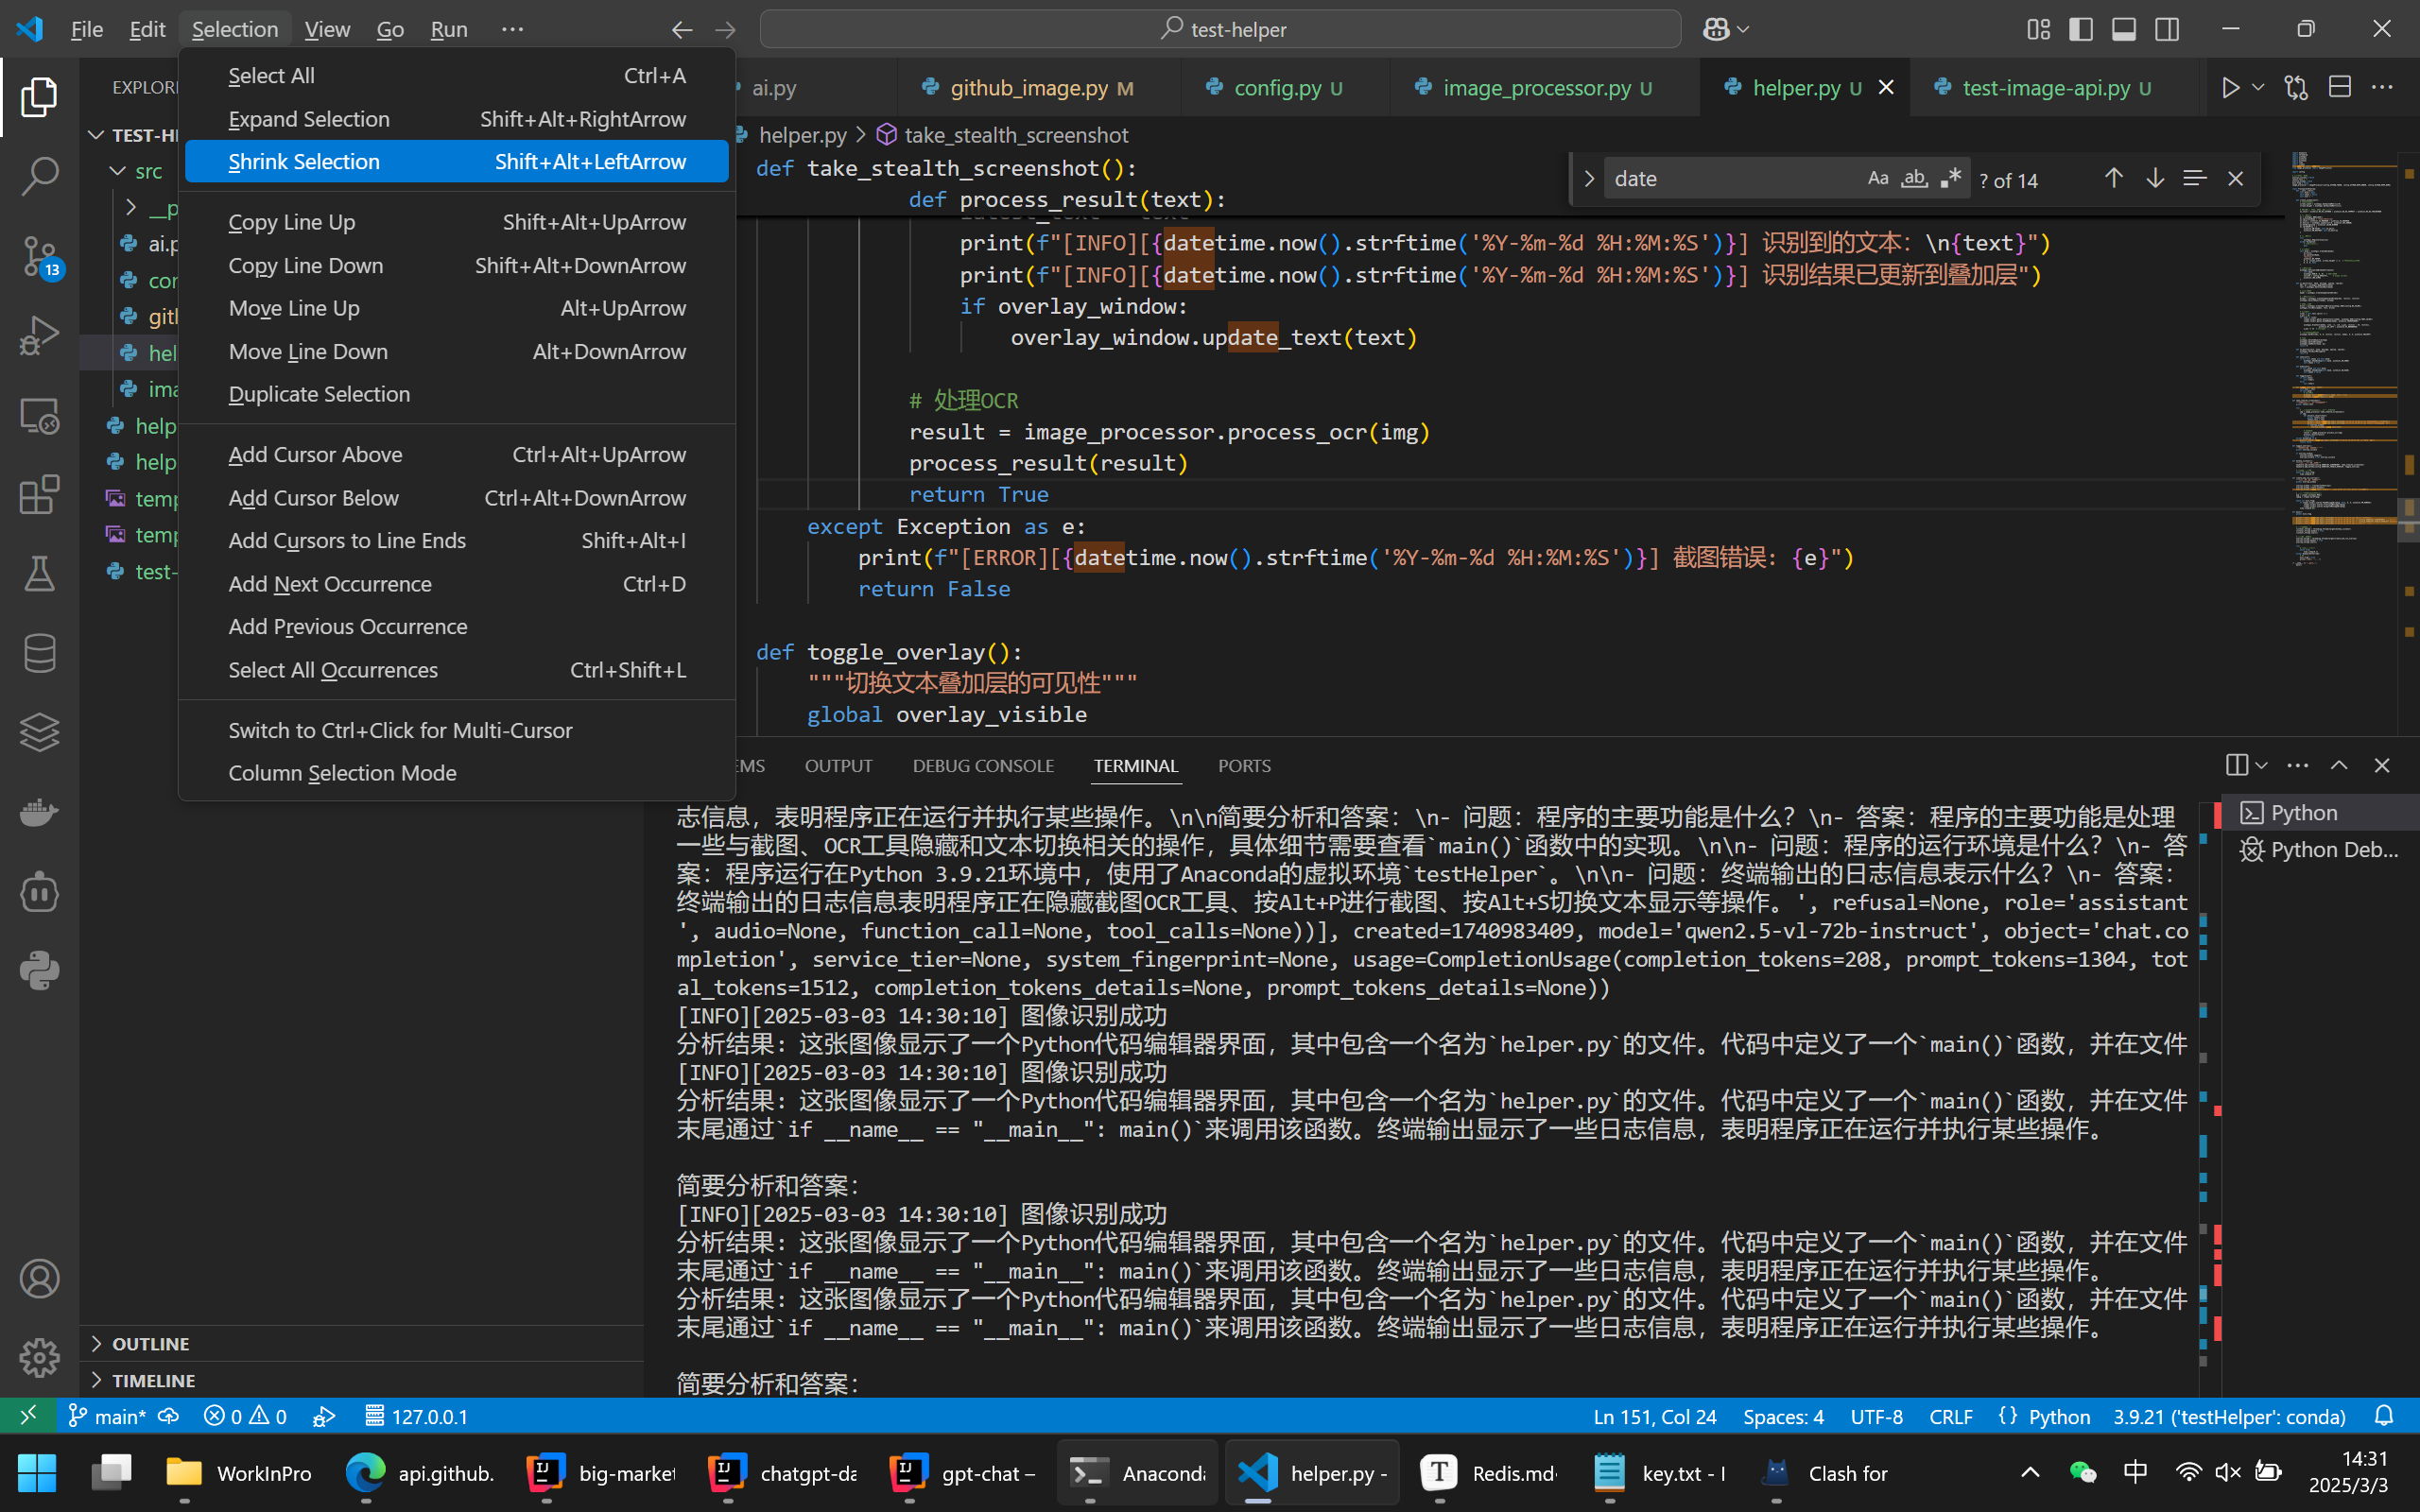 File Edit Selection View Go Run ··· test-helper
Select All Ctrl+A
Expand Selection Shift+Alt+RightArrow
Shrink Selection Shift+Alt+LeftArrow
Copy Line Up Shift+Alt+UpArrow
Copy Line Down Shift+Alt+DownArrow
Move Line Up Alt+UpArrow
Move Line Down Alt+DownArrow
Duplicate Selection
Add Cursor Above Ctrl+Alt+UpArrow
Add Cursor Below Ctrl+Alt+DownArrow
Add Cursors to Line Ends Shift+Alt+I
Add Next Occurrence Ctrl+D
Add Previous Occurrence
Select All Occurrences Ctrl+Shift+L
Switch to Ctrl+Click for Multi-Cursor
Column Selection Mode
EXPLOR
TEST-H
src
__p
ai.p
con
gith
hel
ima
help
help
temp
temp
test-
13
OUTLINE
TIMELINE
ai.py github_image.py M config.py U image_processor.py U helper.py U test-image-api.py U
helper.py > take_stealth_screenshot
date Aa ab .* ? of 14
def take_stealth_screenshot():
def process_result(text):
print(f"[INFO][{datetime.now().strftime('%Y-%m-%d %H:%M:%S')}] 识别到的文本: \n{text}")
print(f"[INFO][{datetime.now().strftime('%Y-%m-%d %H:%M:%S')}] 识别结果已更新到叠加层")
if overlay_window:
overlay_window.update_text(text)
# 处理OCR
result = image_processor.process_ocr(img)
process_result(result)
return True
except Exception as e:
print(f"[ERROR][{datetime.now().strftime('%Y-%m-%d %H:%M:%S')}] 截图错误: {e}")
return False
def toggle_overlay():
"""切换文本叠加层的可见性"""
global overlay_visible
EMS OUTPUT DEBUG CONSOLE TERMINAL PORTS
Python
Python Deb...
志信息，表明程序正在运行并执行某些操作。\n\n简要分析和答案：\n- 问题：程序的主要功能是什么？\n- 答案：程序的主要功能是处理
一些与截图、OCR工具隐藏和文本切换相关的操作，具体细节需要查看`main()`函数中的实现。\n\n- 问题：程序的运行环境是什么？\n- 答
案：程序运行在Python 3.9.21环境中，使用了Anaconda的虚拟环境`testHelper`。\n\n- 问题：终端输出的日志信息表示什么？\n- 答案：
终端输出的日志信息表明程序正在隐藏截图OCR工具、按Alt+P进行截图、按Alt+S切换文本显示等操作。', refusal=None, role='assistant
', audio=None, function_call=None, tool_calls=None))], created=1740983409, model='qwen2.5-vl-72b-instruct', object='chat.co
mpletion', service_tier=None, system_fingerprint=None, usage=CompletionUsage(completion_tokens=208, prompt_tokens=1304, tot
al_tokens=1512, completion_tokens_details=None, prompt_tokens_details=None))
[INFO][2025-03-03 14:30:10] 图像识别成功
分析结果：这张图像显示了一个Python代码编辑器界面，其中包含一个名为`helper.py`的文件。代码中定义了一个`main()`函数，并在文件
[INFO][2025-03-03 14:30:10] 图像识别成功
分析结果：这张图像显示了一个Python代码编辑器界面，其中包含一个名为`helper.py`的文件。代码中定义了一个`main()`函数，并在文件
末尾通过`if __name__ == "__main__": main()`来调用该函数。终端输出显示了一些日志信息，表明程序正在运行并执行某些操作。
简要分析和答案：
[INFO][2025-03-03 14:30:10] 图像识别成功
分析结果：这张图像显示了一个Python代码编辑器界面，其中包含一个名为`helper.py`的文件。代码中定义了一个`main()`函数，并在文件
末尾通过`if __name__ == "__main__": main()`来调用该函数。终端输出显示了一些日志信息，表明程序正在运行并执行某些操作。
分析结果：这张图像显示了一个Python代码编辑器界面，其中包含一个名为`helper.py`的文件。代码中定义了一个`main()`函数，并在文件
末尾通过`if __name__ == "__main__": main()`来调用该函数。终端输出显示了一些日志信息，表明程序正在运行并执行某些操作。
简要分析和答案：
main* 0 0 127.0.0.1 Ln 151, Col 24 Spaces: 4 UTF-8 CRLF {} Python 3.9.21 ('testHelper': conda)
WorkInPro api.github. big-market chatgpt-da gpt-chat – Anaconda helper.py - Redis.md· key.txt - Clash for 中 14:31
2025/3/3